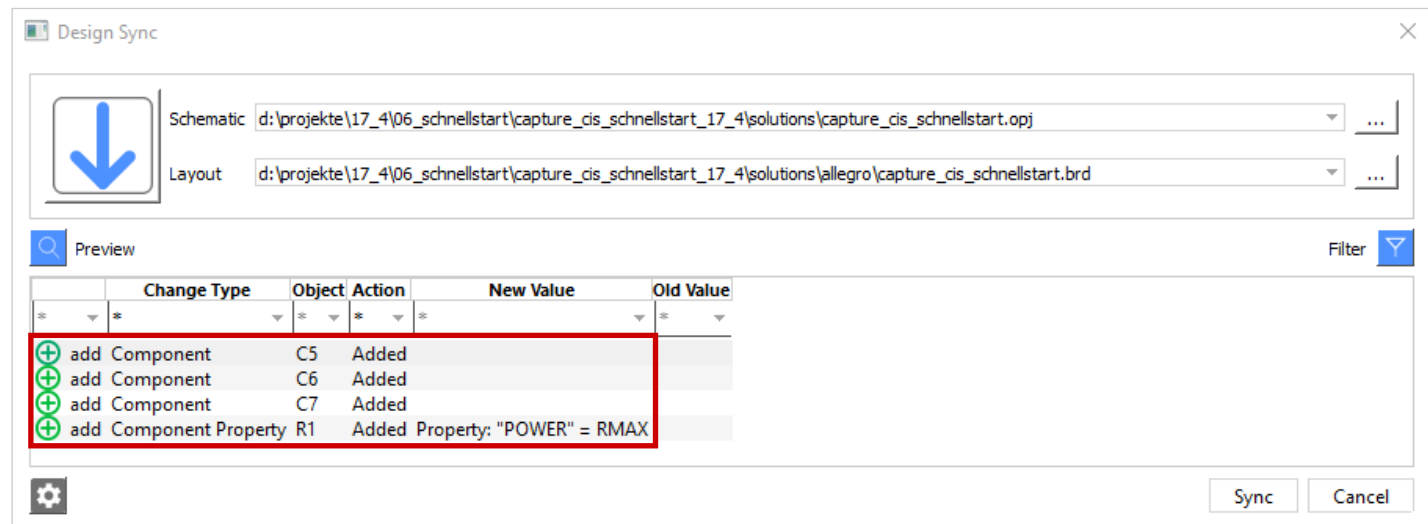 Design Sync
Schematic d:\projekte\17_4\06_schnellstart\capture_cis_schnellstart_17_4\solutions\capture_cis_schnellstart.opj ...
Layout d:\projekte\17_4\06_schnellstart\capture_cis_schnellstart_17_4\solutions\allegro\capture_cis_schnellstart.brd ...
Preview Filter
Change Type Object Action New Value Old Value
* * * * * *
add Component C5 Added
add Component C6 Added
add Component C7 Added
add Component Property R1 Added Property: "POWER" = RMAX
Sync Cancel